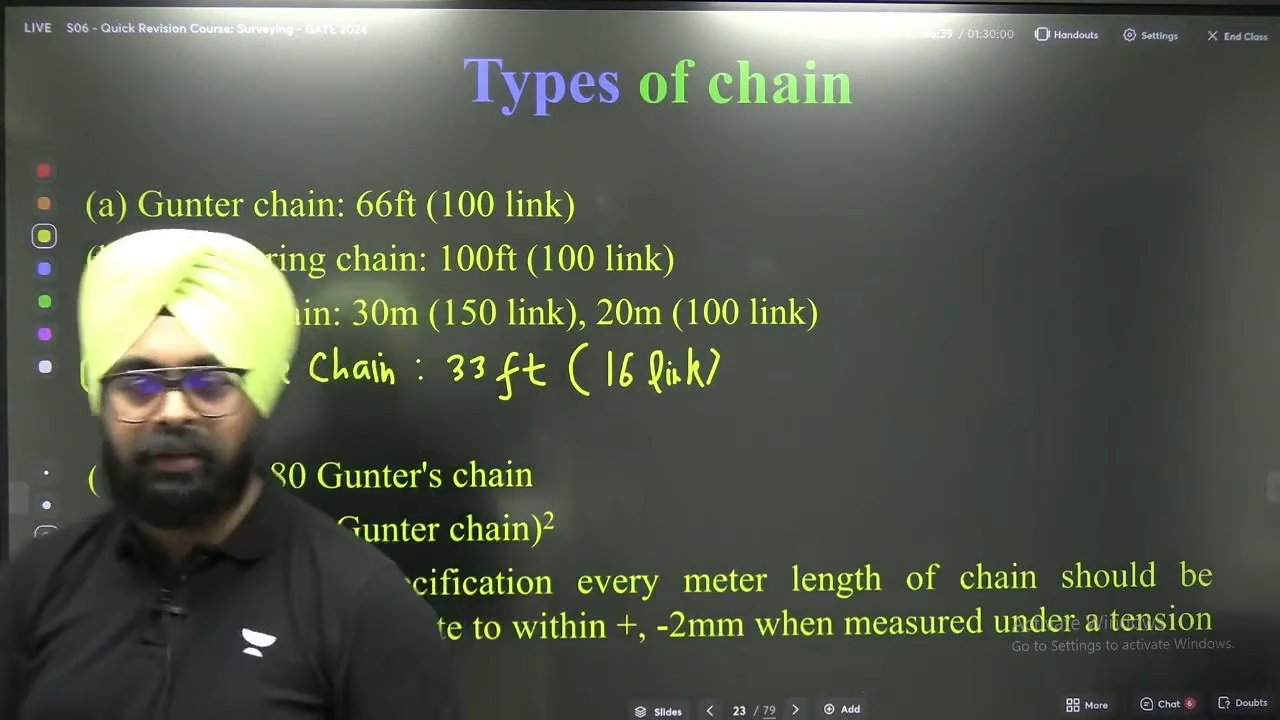 LIVE S06 - Quick Revision Course: Surveying - GATE 2024
/ 01:30:00 Handouts Settings End Class
Types of chain
(a) Gunter chain: 66ft (100 link)
ring chain: 100ft (100 link)
ain: 30m (150 link), 20m (100 link)
Chain : 33 ft ( 16 link)
( 80 Gunter's chain
Gunter chain)²
cification every meter length of chain should be
te to within +, -2mm when measured under a tension
Activate Windows
Go to Settings to activate Windows.
Slides 23 / 79 Add More Chat 6 Doubts